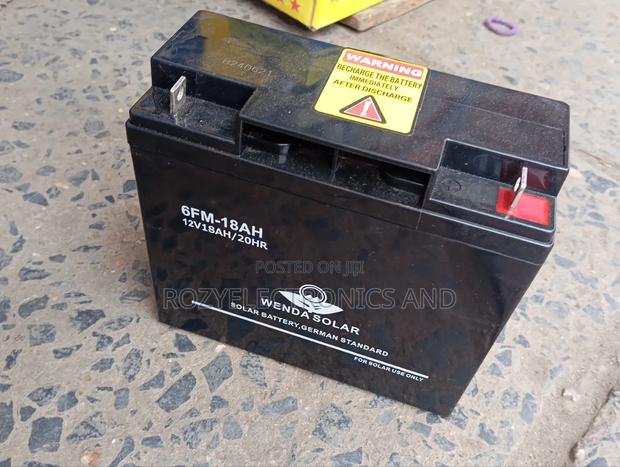 8240621
WARNING
RECHARGE THE BATTERY
IMMEDIATELY
AFTER DISCHARGE
6FM-18AH
12V18AH/20HR
POSTED ON JIJI
ROZYELECTRONICS AND
WENDA SOLAR
SOLAR BATTERY,GERMAN STANDARD
FOR SOLAR USE ONLY